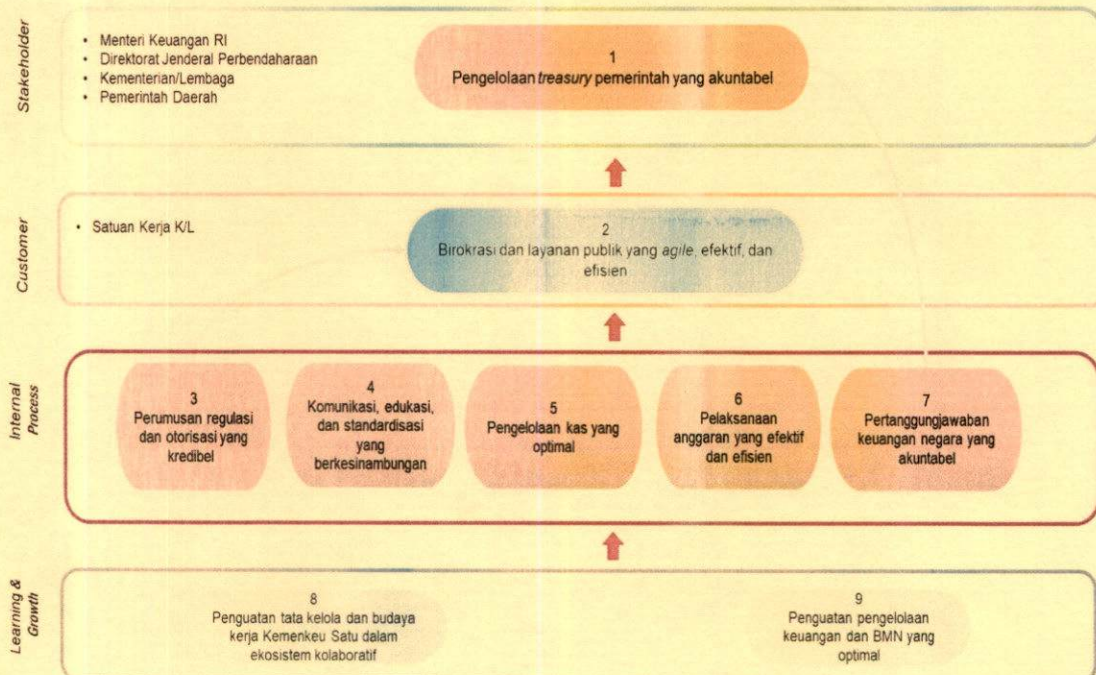 Stakeholder
• Menteri Keuangan RI
• Direktorat Jenderal Perbendaharaan
• Kementerian/Lembaga
• Pemerintah Daerah
1
Pengelolaan treasury pemerintah yang akuntabel
Customer
• Satuan Kerja K/L
2
Birokrasi dan layanan publik yang agile, efektif, dan
efisien
Internal
Process
3
Perumusan regulasi
dan otorisasi yang
kredibel
4
Komunikasi, edukasi,
dan standardisasi
yang
berkesinambungan
5
Pengelolaan kas yang
optimal
6
Pelaksanaan
anggaran yang efektif
dan efisien
7
Pertanggungjawaban
keuangan negara yang
akuntabel
Learning &
Growth
8
Penguatan tata kelola dan budaya
kerja Kemenkeu Satu dalam
ekosistem kolaboratif
9
Penguatan pengelolaan
keuangan dan BMN yang
optimal